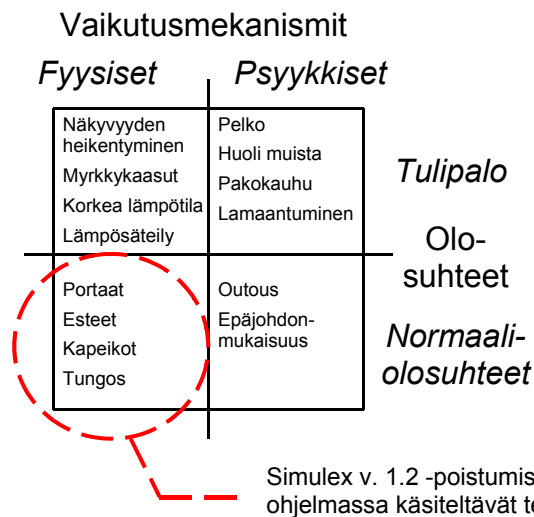 Vaikutusmekanismit
Fyysiset
Psyykkiset
Näkyvyyden
heikentyminen
Myrkkykaasut
Korkea lämpötila
Lämpösäteily
Pelko
Huoli muista
Pakokauhu
Lamaantuminen
Tulipalo
Olo-
suhteet
Portaat
Esteet
Kapeikot
Tungos
Outous
Epäjohdon-
mukaisuus
Normaali-
olosuhteet
Simulex v. 1.2 -poistumis
ohjelmassa käsiteltävät te